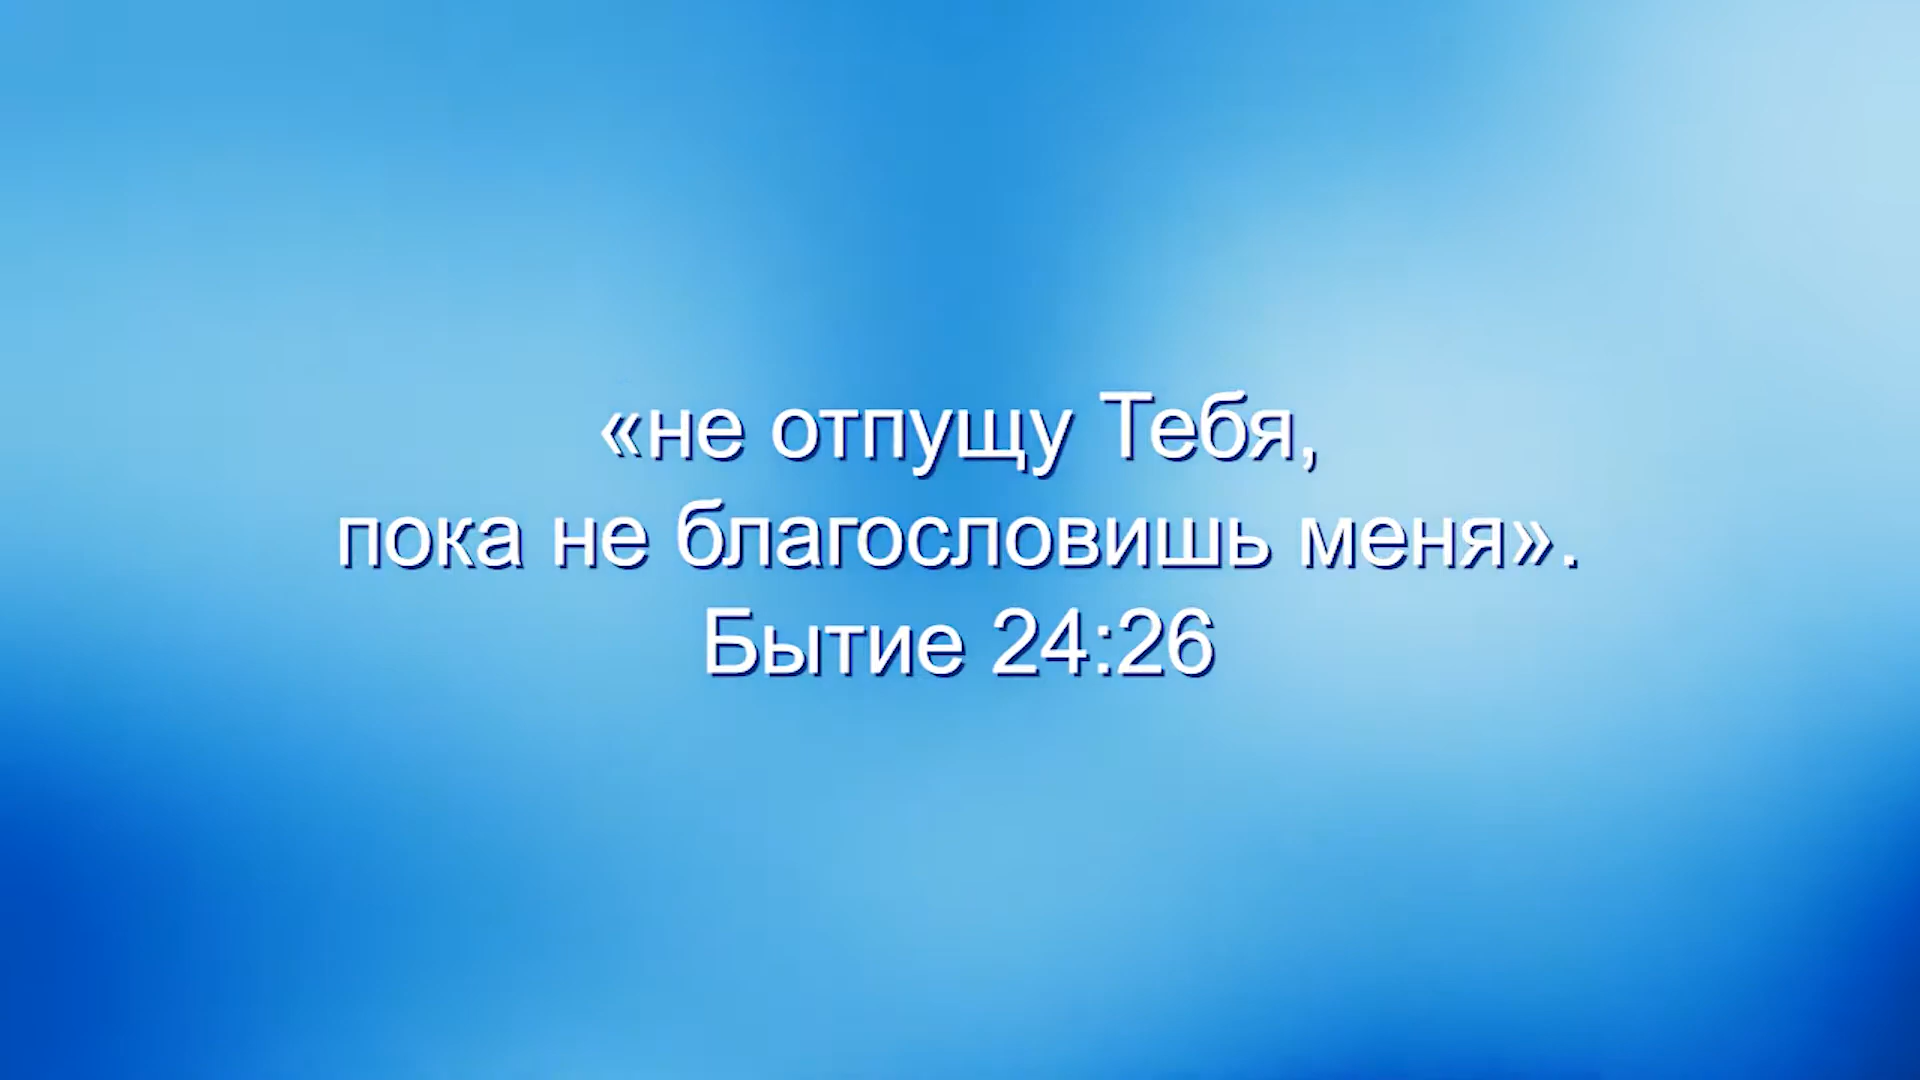 «не отпущу Тебя,
пока не благословишь меня».
Бытие 24:26